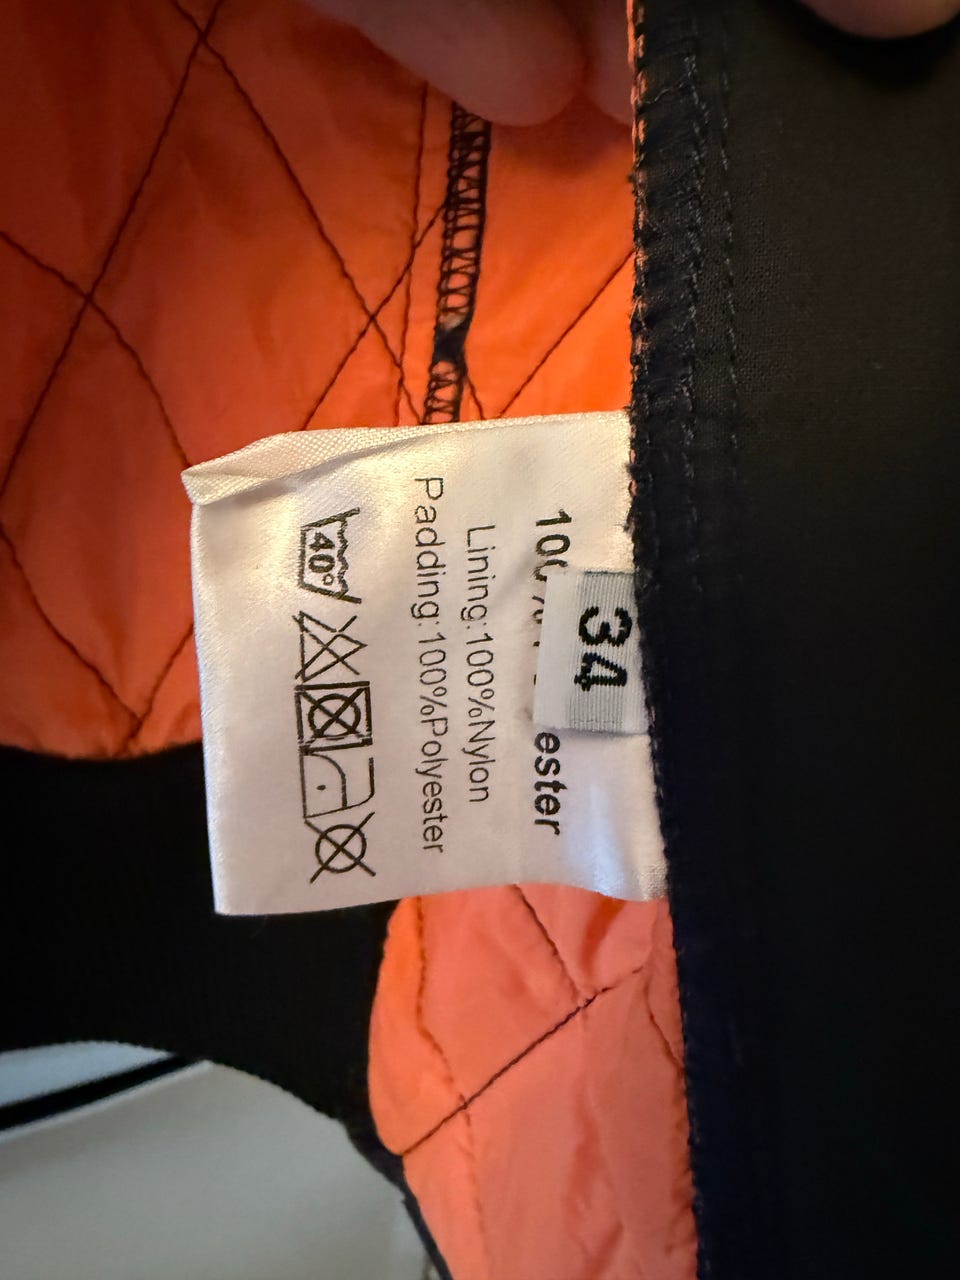 34
ester
Lining:100%Nylon
Padding:100%Polyester
40°